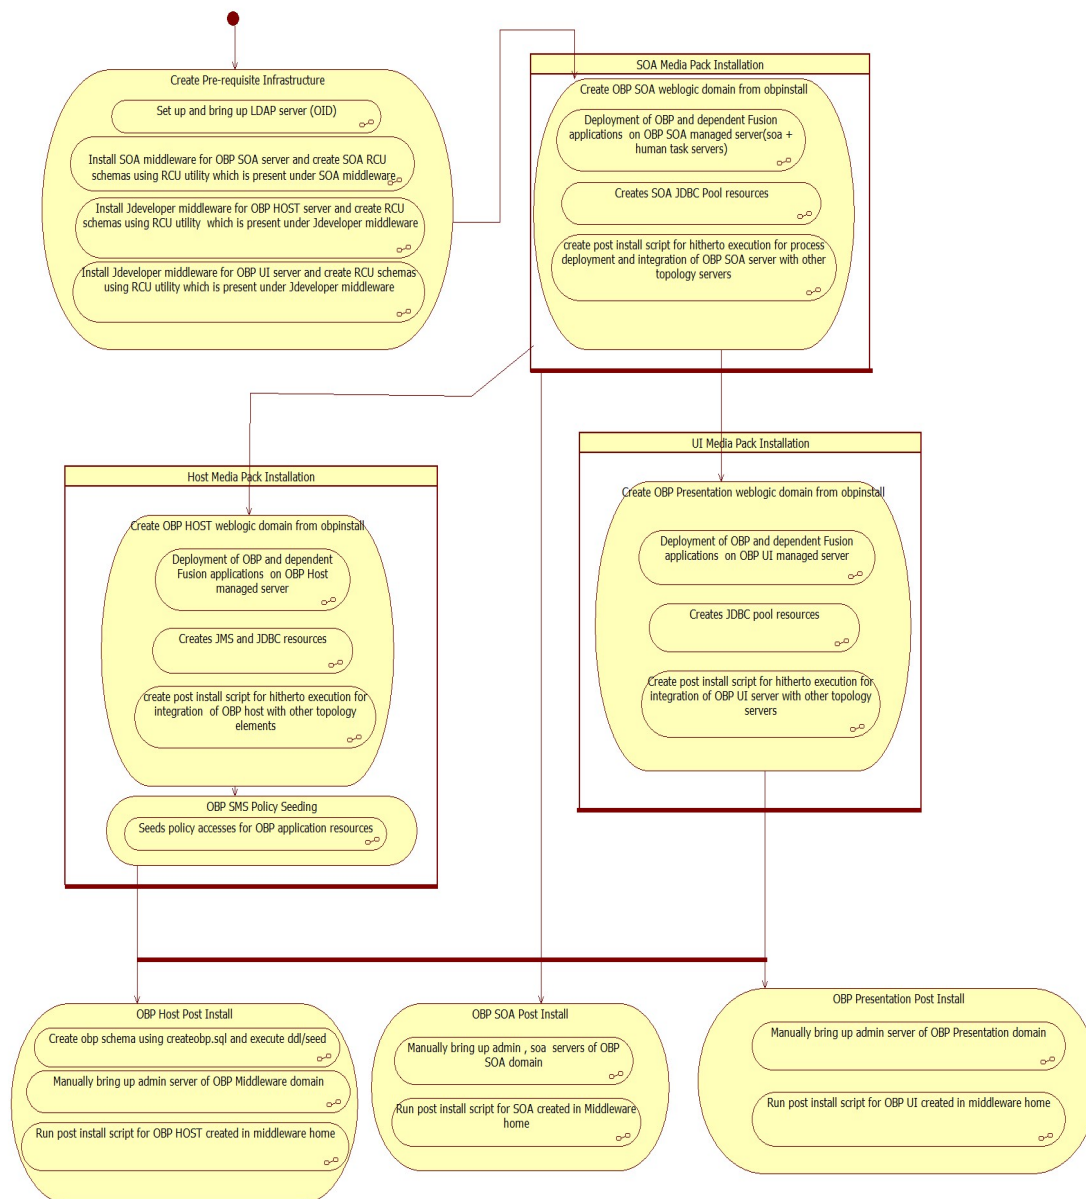 Create Pre-requisite Infrastructure
Set up and bring up LDAP server (OID)
Install SOA middleware for OBP SOA server and create SOA RCU
schemas using RCU utility which is present under SOA middleware
Install Jdeveloper middleware for OBP HOST server and create RCU
schemas using RCU utility which is present under Jdeveloper middleware
Install Jdeveloper middleware for OBP UI server and create RCU schemas
using RCU utility which is present under Jdeveloper middleware
SOA Media Pack Installation
Create OBP SOA weblogic domain from obpinstall
Deployment of OBP and dependent Fusion
applications on OBP SOA managed server(soa +
human task servers)
Creates SOA JDBC Pool resources
create post install script for hitherto execution for process
deployment and integration of OBP SOA server with other
topology servers
Host Media Pack Installation
Create OBP HOST weblogic domain from obpinstall
Deployment of OBP and dependent
Fusion applications on OBP Host
managed server
Creates JMS and JDBC resources
create post install script for hitherto execution for
integration of OBP host with other topology
elements
OBP SMS Policy Seeding
Seeds policy accesses for OBP application resources
UI Media Pack Installation
Create OBP Presentation weblogic domain from obpinstall
Deployment of OBP and dependent Fusion
applications on OBP UI managed server
Creates JDBC pool resources
Create post install script for hitherto execution for
integration of OBP UI server with other topology
servers
OBP Host Post Install
Create obp schema using createobp.sql and execute ddl/seed
Manually bring up admin server of OBP Middleware domain
Run post install script for OBP HOST created in middleware home
OBP SOA Post Install
Manually bring up admin , soa servers of OBP
SOA domain
Run post install script for SOA created in Middleware
home
OBP Presentation Post Install
Manually bring up admin server of OBP Presentation domain
Run post install script for OBP UI created in middleware home